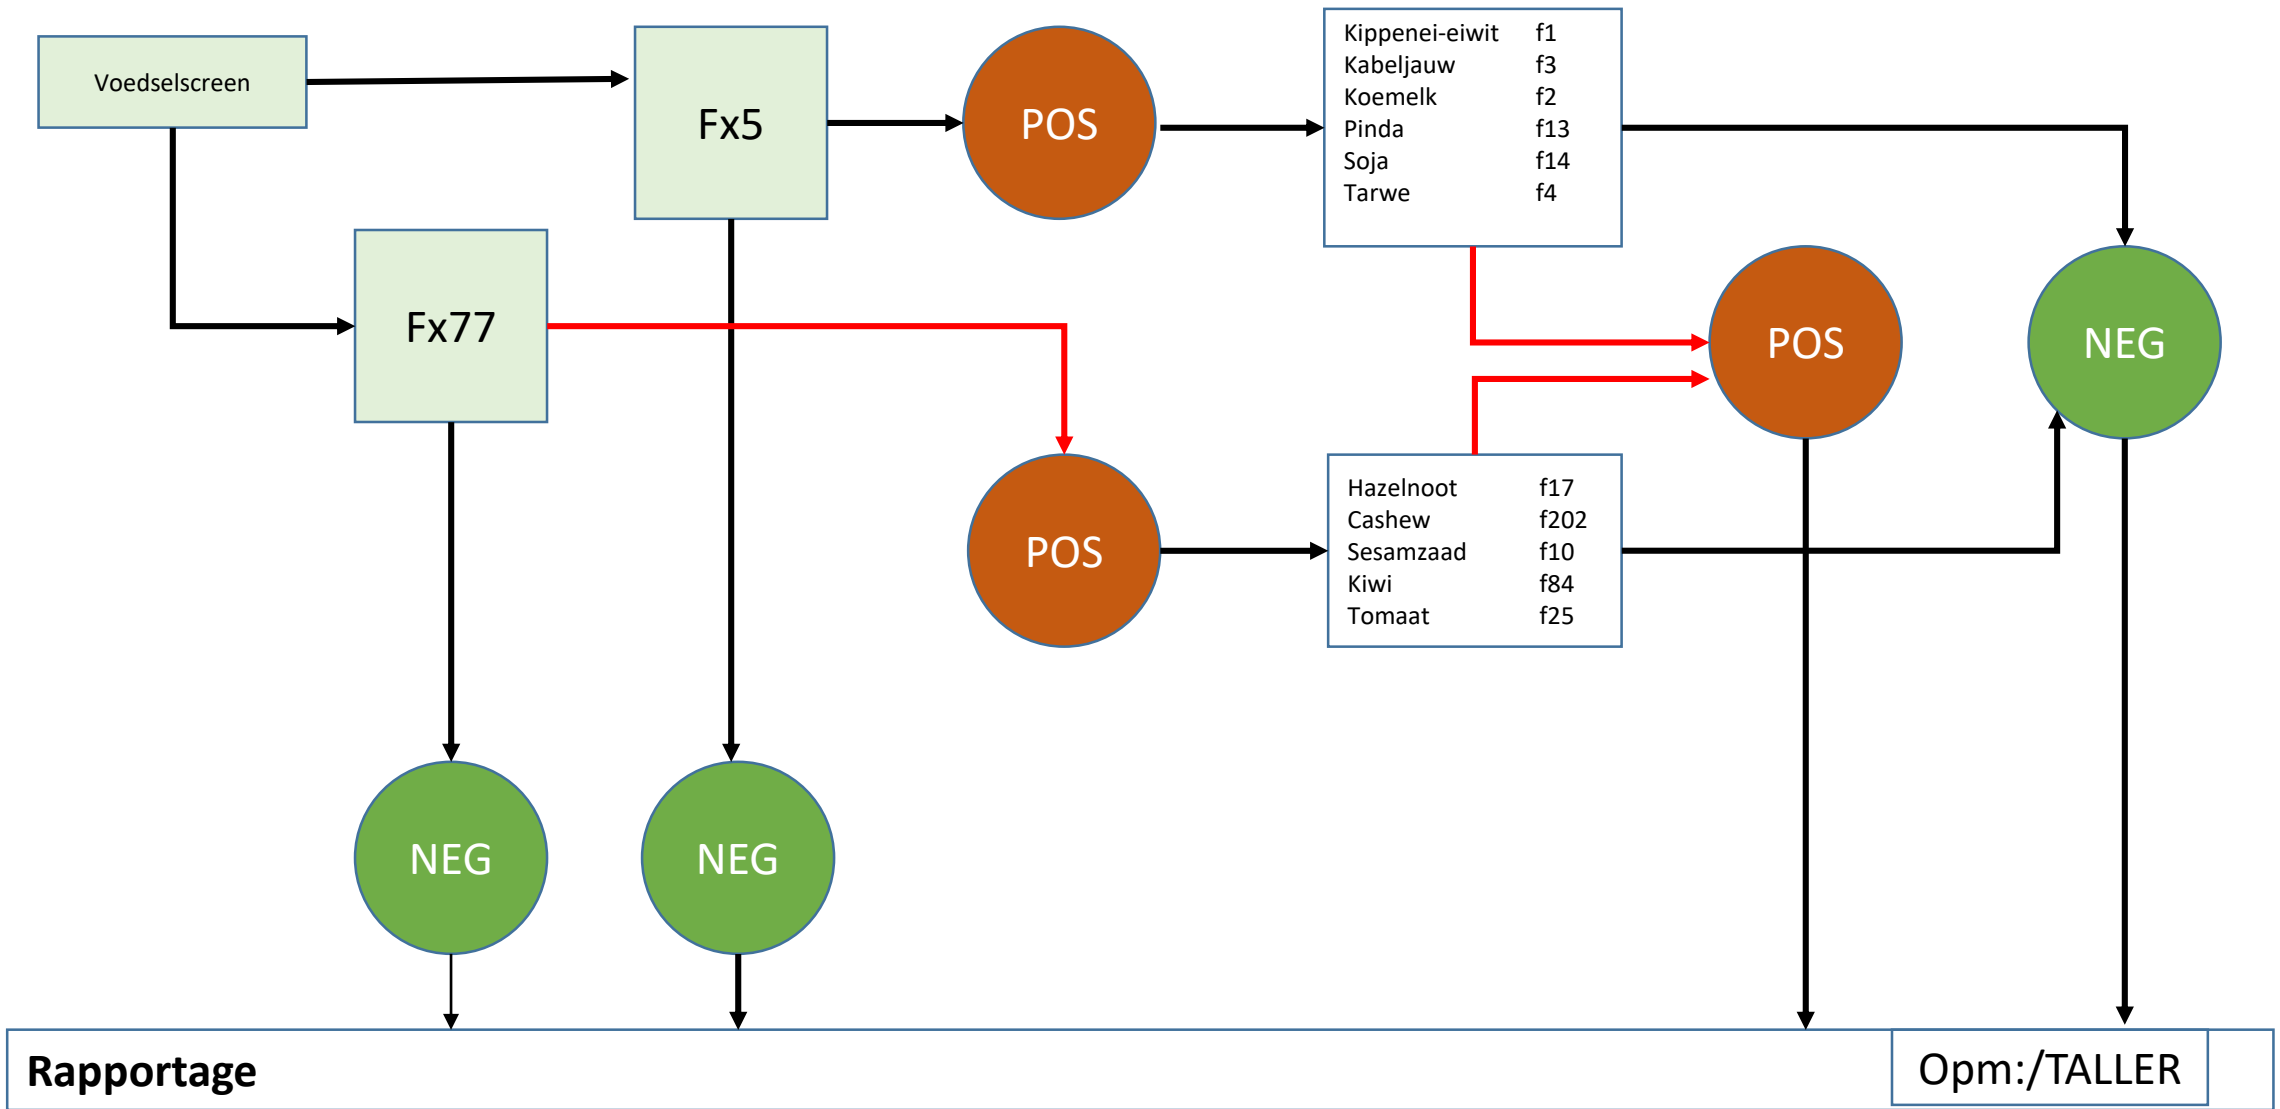 Voedselscreen
Fx5
POS
Kippenei-eiwit f1
Kabeljauw f3
Koemelk f2
Pinda f13
Soja f14
Tarwe f4
Fx77
POS
NEG
POS
Hazelnoot f17
Cashew f202
Sesamzaad f10
Kiwi f84
Tomaat f25
NEG
NEG
Rapportage
Opm:/TALLER